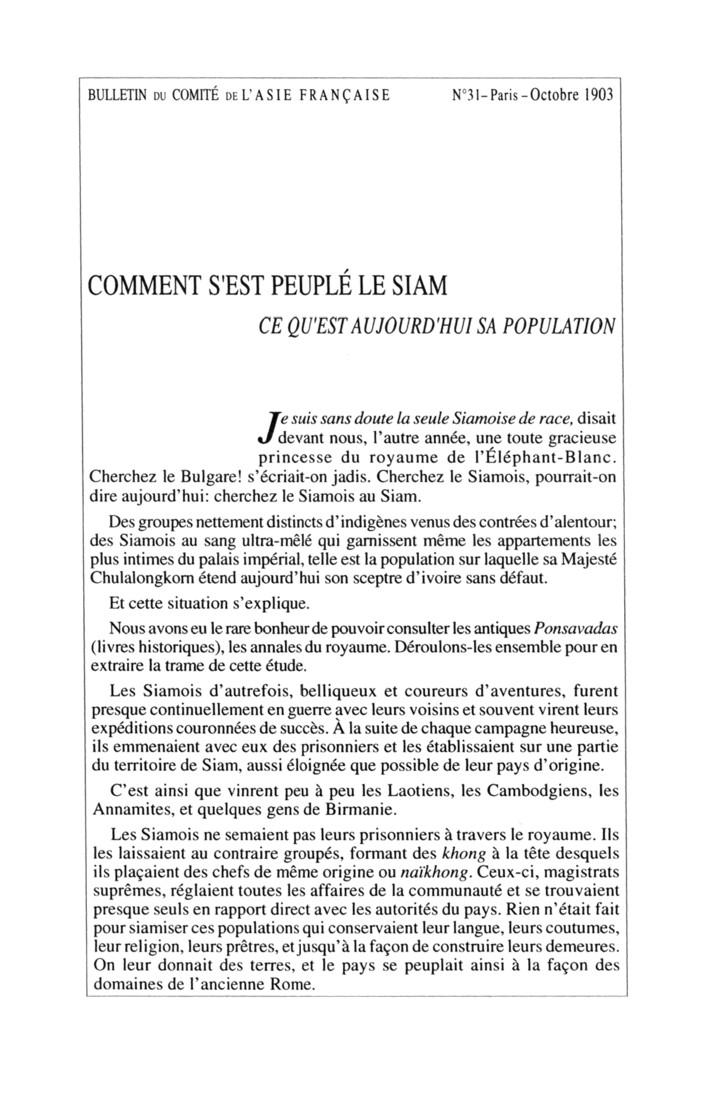 BULLETIN DU COMITÉ DE L'ASIE FRANÇAISE N°31–Paris–Octobre 1903
COMMENT S'EST PEUPLÉ LE SIAM
CE QU'EST AUJOURD'HUI SA POPULATION
Je suis sans doute la seule Siamoise de race, disait
devant nous, l'autre année, une toute gracieuse
princesse du royaume de l'Éléphant-Blanc.
Cherchez le Bulgare! s'écriait-on jadis. Cherchez le Siamois, pourrait-on
dire aujourd'hui: cherchez le Siamois au Siam.
Des groupes nettement distincts d'indigènes venus des contrées d'alentour;
des Siamois au sang ultra-mêlé qui garnissent même les appartements les
plus intimes du palais impérial, telle est la population sur laquelle sa Majesté
Chulalongkorn étend aujourd'hui son sceptre d'ivoire sans défaut.
Et cette situation s'explique.
Nous avons eu le rare bonheur de pouvoir consulter les antiques Ponsavadas
(livres historiques), les annales du royaume. Déroulons-les ensemble pour en
extraire la trame de cette étude.
Les Siamois d'autrefois, belliqueux et coureurs d'aventures, furent
presque continuellement en guerre avec leurs voisins et souvent virent leurs
expéditions couronnées de succès. À la suite de chaque campagne heureuse,
ils emmenaient avec eux des prisonniers et les établissaient sur une partie
du territoire de Siam, aussi éloignée que possible de leur pays d'origine.
C'est ainsi que vinrent peu à peu les Laotiens, les Cambodgiens, les
Annamites, et quelques gens de Birmanie.
Les Siamois ne semaient pas leurs prisonniers à travers le royaume. Ils
les laissaient au contraire groupés, formant des khong à la tête desquels
ils plaçaient des chefs de même origine ou naïkhong. Ceux-ci, magistrats
suprêmes, réglaient toutes les affaires de la communauté et se trouvaient
presque seuls en rapport direct avec les autorités du pays. Rien n'était fait
pour siamiser ces populations qui conservaient leur langue, leurs coutumes,
leur religion, leurs prêtres, et jusqu'à la façon de construire leurs demeures.
On leur donnait des terres, et le pays se peuplait ainsi à la façon des
domaines de l'ancienne Rome.